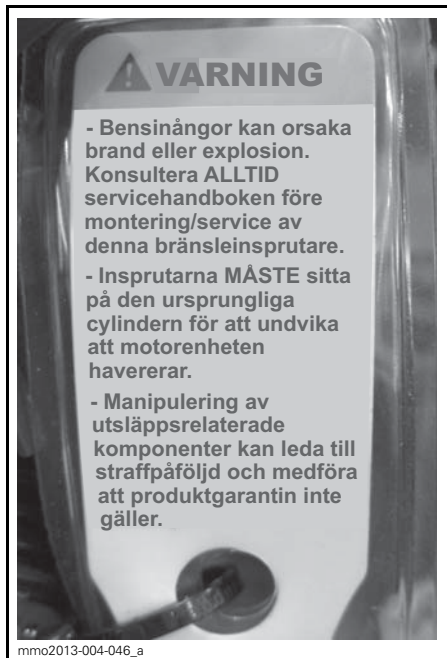 VARNING
- Bensinångor kan orsaka
brand eller explosion.
Konsultera ALLTID
servicehandboken före
montering/service av
denna bränsleinsprutare.
- Insprutarna MÅSTE sitta
på den ursprungliga
cylindern för att undvika
att motorenheten
havererar.
- Manipulering av
utsläppsrelaterade
komponenter kan leda till
straffpåföljd och medföra
att produktgarantin inte
gäller.
mmo2013-004-046_a